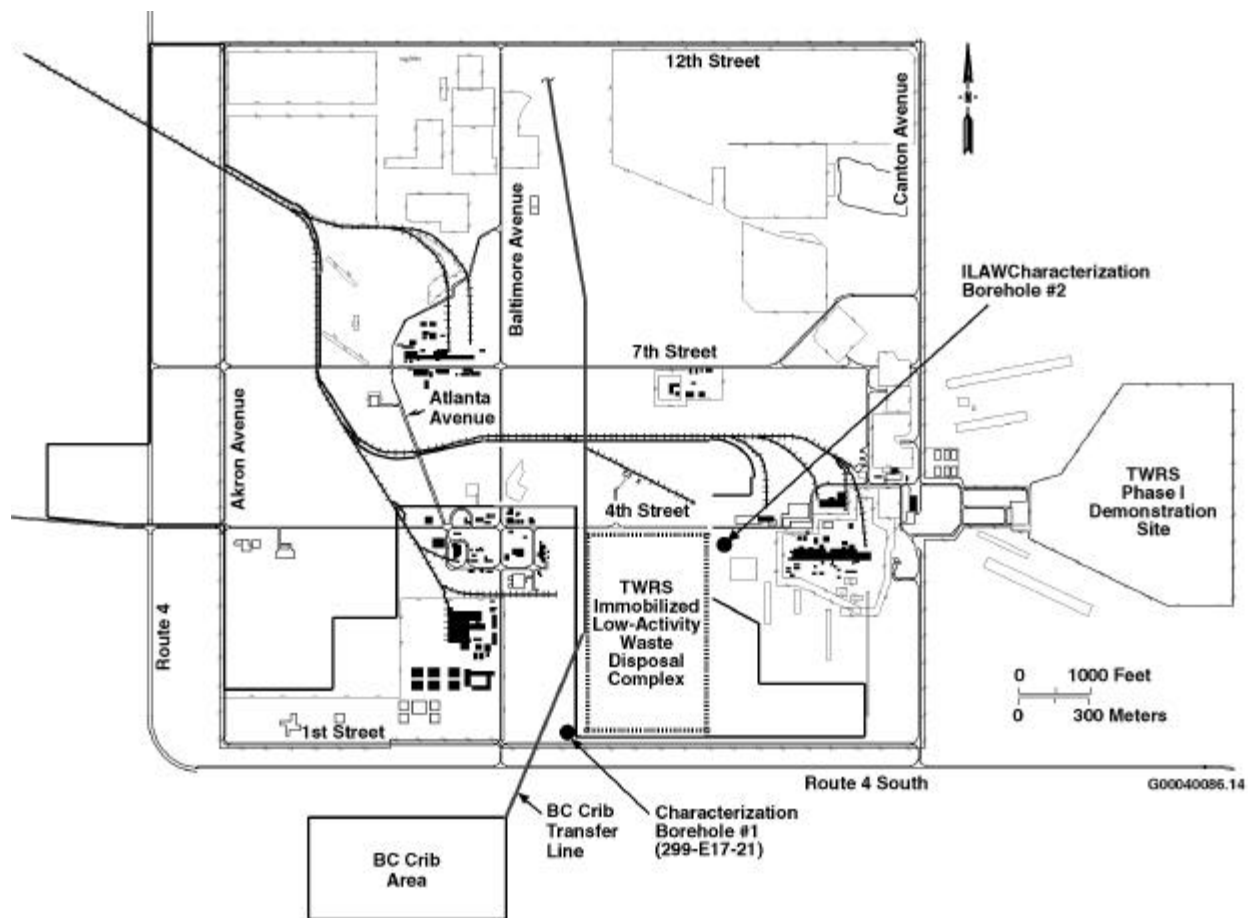 12th Street
Canton Avenue
Baltimore Avenue
ILAWCharacterization
Borehole #2
7th Street
Atlanta
Avenue
Akron Avenue
TWRS
Phase I
Demonstration
Site
4th Street
TWRS
Immobilized
Low-Activity
Waste
Disposal
Complex
Route 4
0 1000 Feet
0 300 Meters
1st Street
Route 4 South
G00040086.14
BC Crib
Transfer
Line
Characterization
Borehole #1
(299-E17-21)
BC Crib
Area